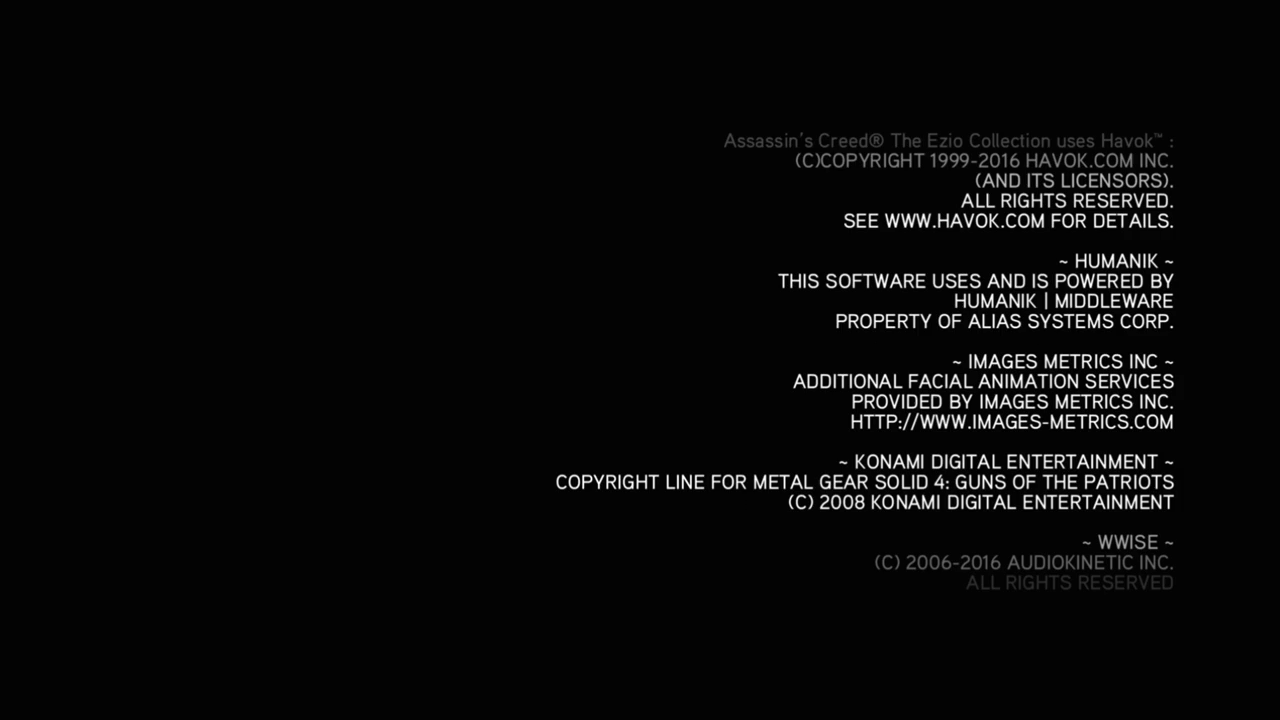 Assassin's Creed® The Ezio Collection uses Havok™ :
(C)COPYRIGHT 1999-2016 HAVOK.COM INC.
(AND ITS LICENSORS).
ALL RIGHTS RESERVED.
SEE WWW.HAVOK.COM FOR DETAILS.
~ HUMANIK ~
THIS SOFTWARE USES AND IS POWERED BY
HUMANIK | MIDDLEWARE
PROPERTY OF ALIAS SYSTEMS CORP.
~ IMAGES METRICS INC ~
ADDITIONAL FACIAL ANIMATION SERVICES
PROVIDED BY IMAGES METRICS INC.
HTTP://WWW.IMAGES-METRICS.COM
~ KONAMI DIGITAL ENTERTAINMENT ~
COPYRIGHT LINE FOR METAL GEAR SOLID 4: GUNS OF THE PATRIOTS
(C) 2008 KONAMI DIGITAL ENTERTAINMENT
~ WWISE ~
(C) 2006-2016 AUDIOKINETIC INC.
ALL RIGHTS RESERVED